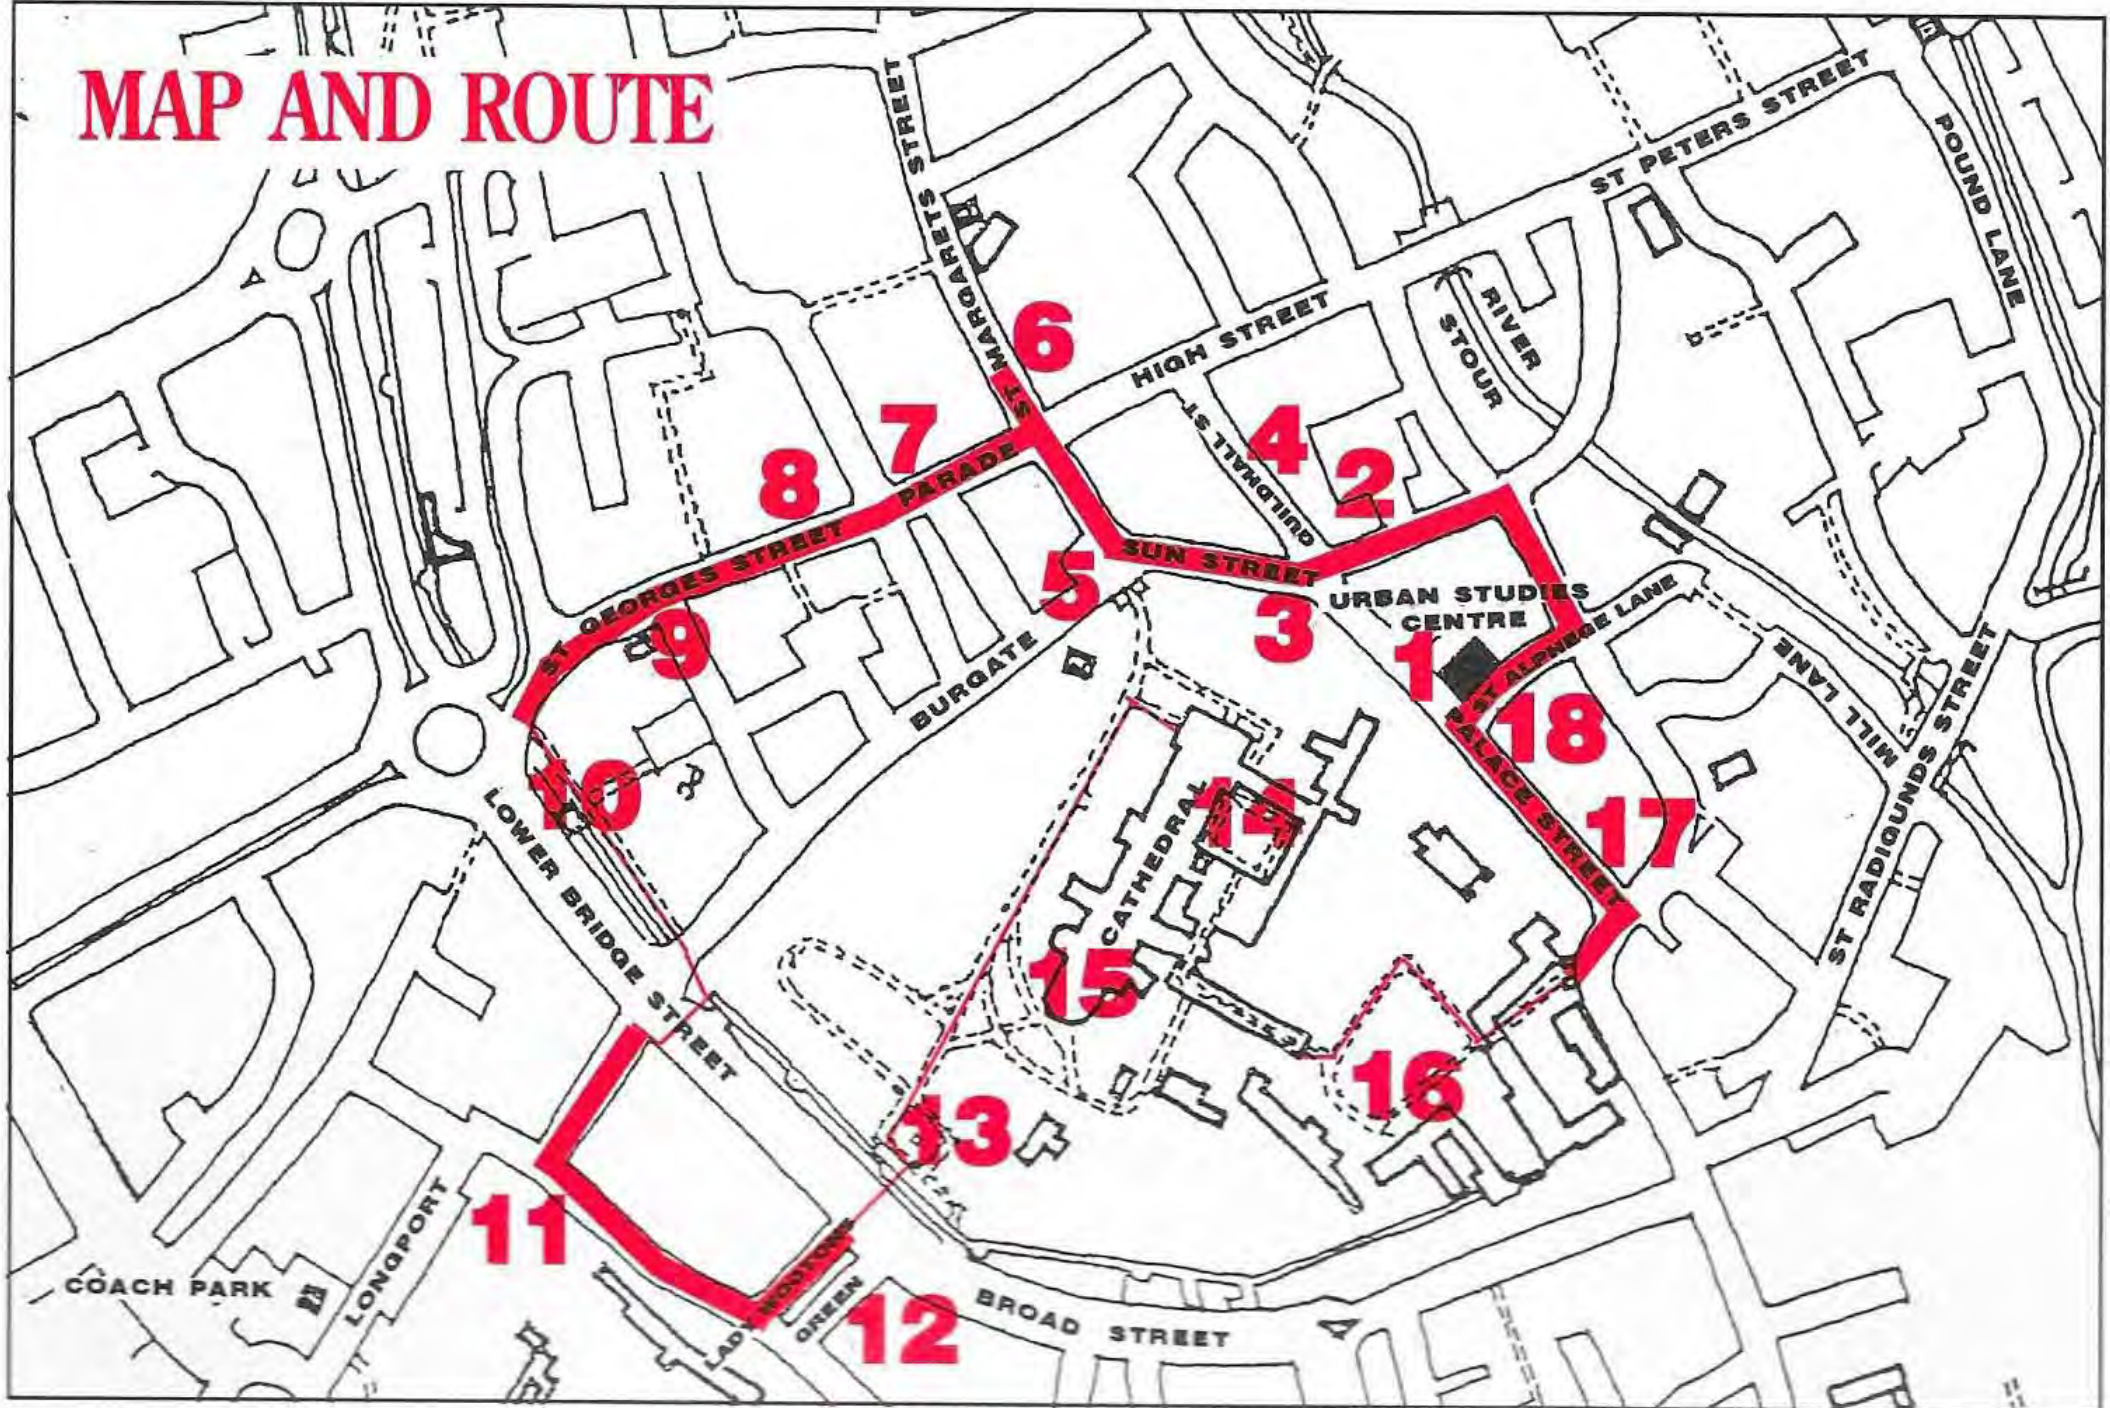 MAP AND ROUTE
ST MARGARETS STREET
ST PETERS STREET
POUND LANE
HIGH STREET
RIVER
STOUR
6
7
8
4
2
GUILDHALL ST
ST
PARADE
ST GEORGES STREET
SUN STREET
5
3
9
URBAN STUDIES
CENTRE
1
ST ALPHEGE LANE
18
MILL LANE
ST RADIGUNDS STREET
BURGATE
PALACE STREET
17
10
14
CATHEDRAL
LOWER BRIDGE STREET
15
16
13
11
LONGPORT
COACH PARK
LADY WOOTONS
GREEN
12
BROAD STREET